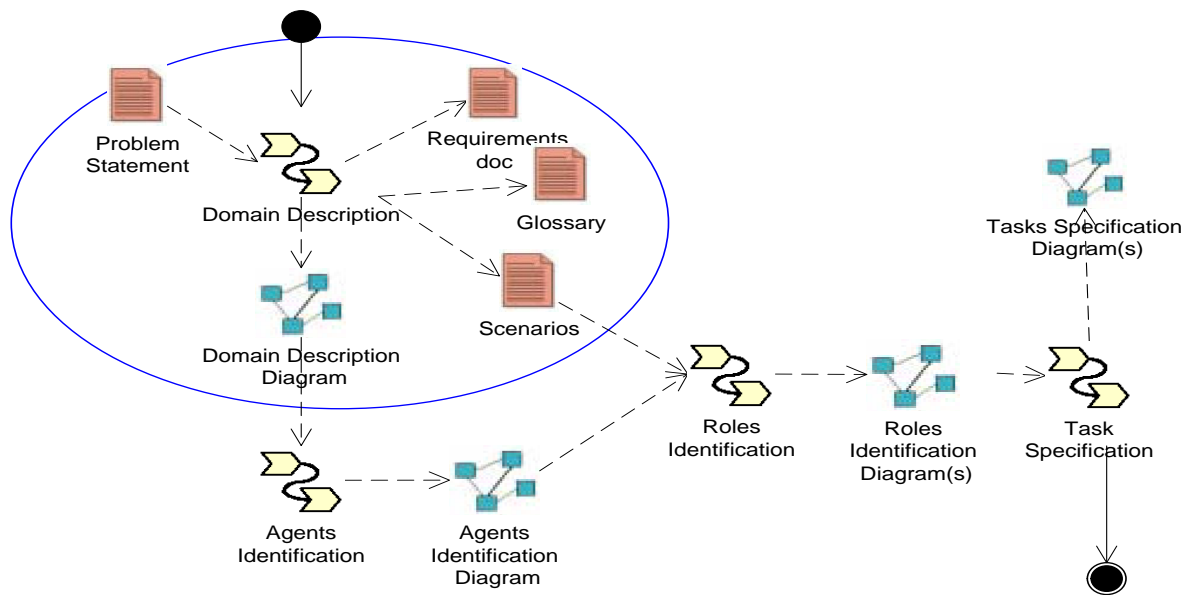 Problem
Statement
Requirements
doc
Domain Description
Glossary
Tasks Specification
Diagram(s)
Scenarios
Domain Description
Diagram
Roles
Identification
Roles
Identification
Diagram(s)
Task
Specification
Agents
Identification
Agents
Identification
Diagram